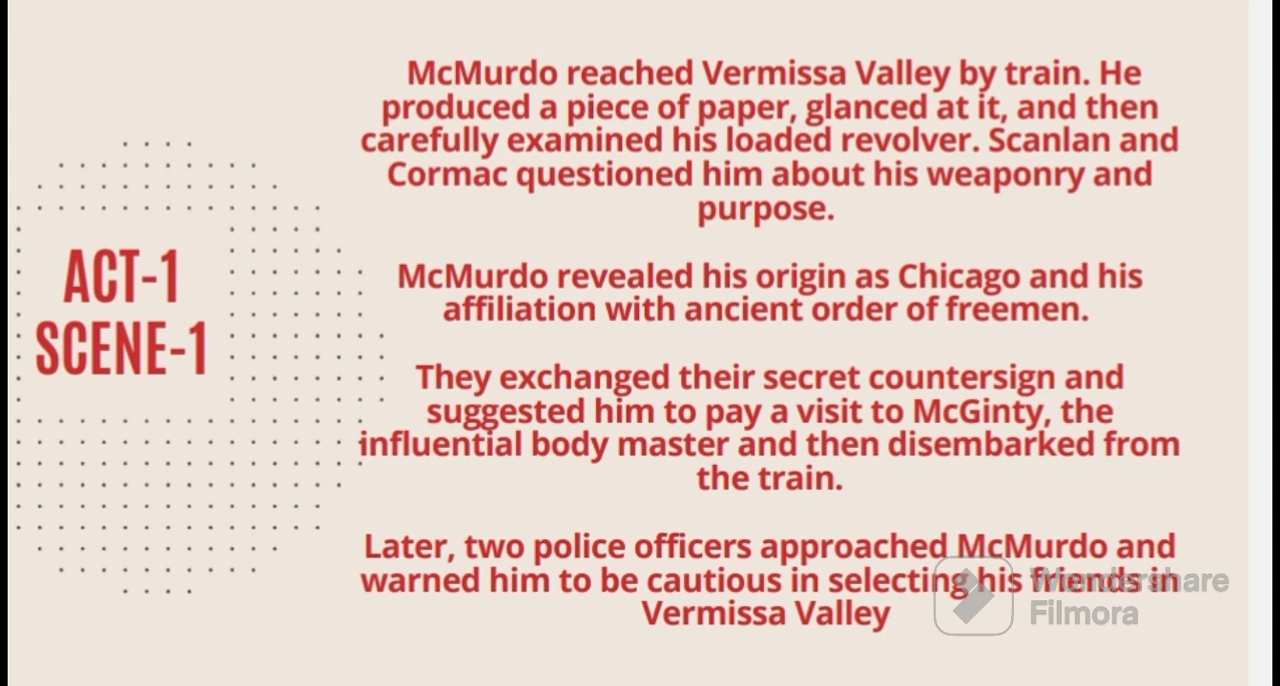 ACT-1
SCENE-1
McMurdo reached Vermissa Valley by train. He
produced a piece of paper, glanced at it, and then
carefully examined his loaded revolver. Scanlan and
Cormac questioned him about his weaponry and
purpose.
McMurdo revealed his origin as Chicago and his
affiliation with ancient order of freemen.
They exchanged their secret countersign and
suggested him to pay a visit to McGinty, the
influential body master and then disembarked from
the train.
Later, two police officers approached McMurdo and
warned him to be cautious in selecting his friends in
Vermissa Valley
Wondershare
Filmora